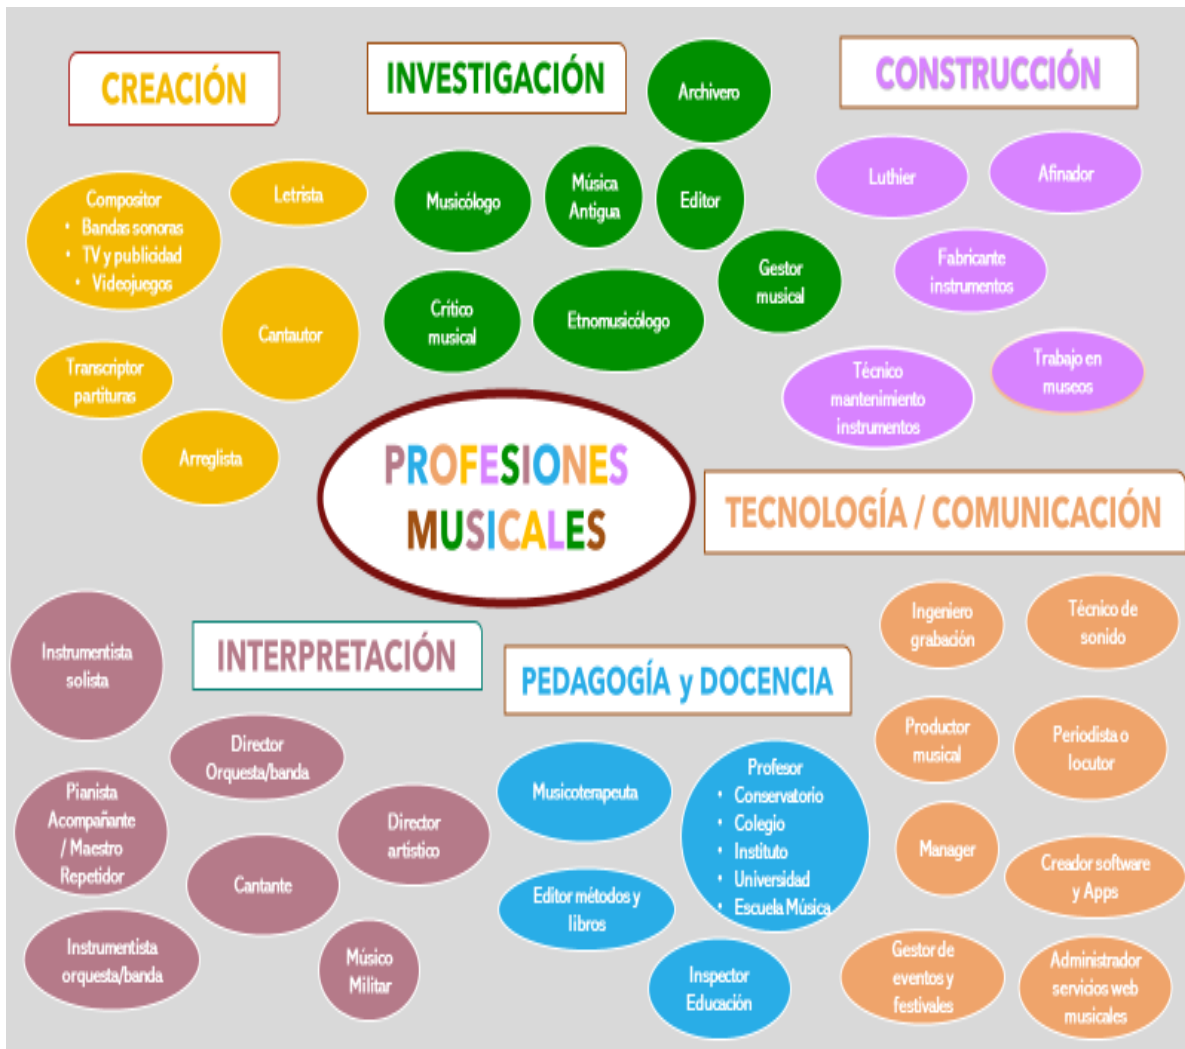 CREACIÓN
Compositor
• Bandas sonoras
• TV y publicidad
• Videojuegos
Letrista
Cantautor
Transcriptor
partituras
Arreglista
INVESTIGACIÓN
Archivero
Musicólogo
Música
Antigua
Editor
Gestor
musical
Crítico
musical
Etnomusicólogo
CONSTRUCCIÓN
Luthier
Afinador
Fabricante
instrumentos
Técnico
mantenimiento
instrumentos
Trabajo en
museos
PROFESIONES
MUSICALES
TECNOLOGÍA / COMUNICACIÓN
Ingeniero
grabación
Técnico de
sonido
Productor
musical
Periodista o
locutor
Manager
Creador software
y Apps
Gestor de
eventos y
festivales
Administrador
servicios web
musicales
INTERPRETACIÓN
Instrumentista
solista
Director
Orquesta/banda
Pianista
Acompañante
/ Maestro
Repetidor
Director
artístico
Cantante
Instrumentista
orquesta/banda
Músico
Militar
PEDAGOGÍA y DOCENCIA
Musicoterapeuta
Profesor
• Conservatorio
• Colegio
• Instituto
• Universidad
• Escuela Música
Editor métodos y
libros
Inspector
Educación